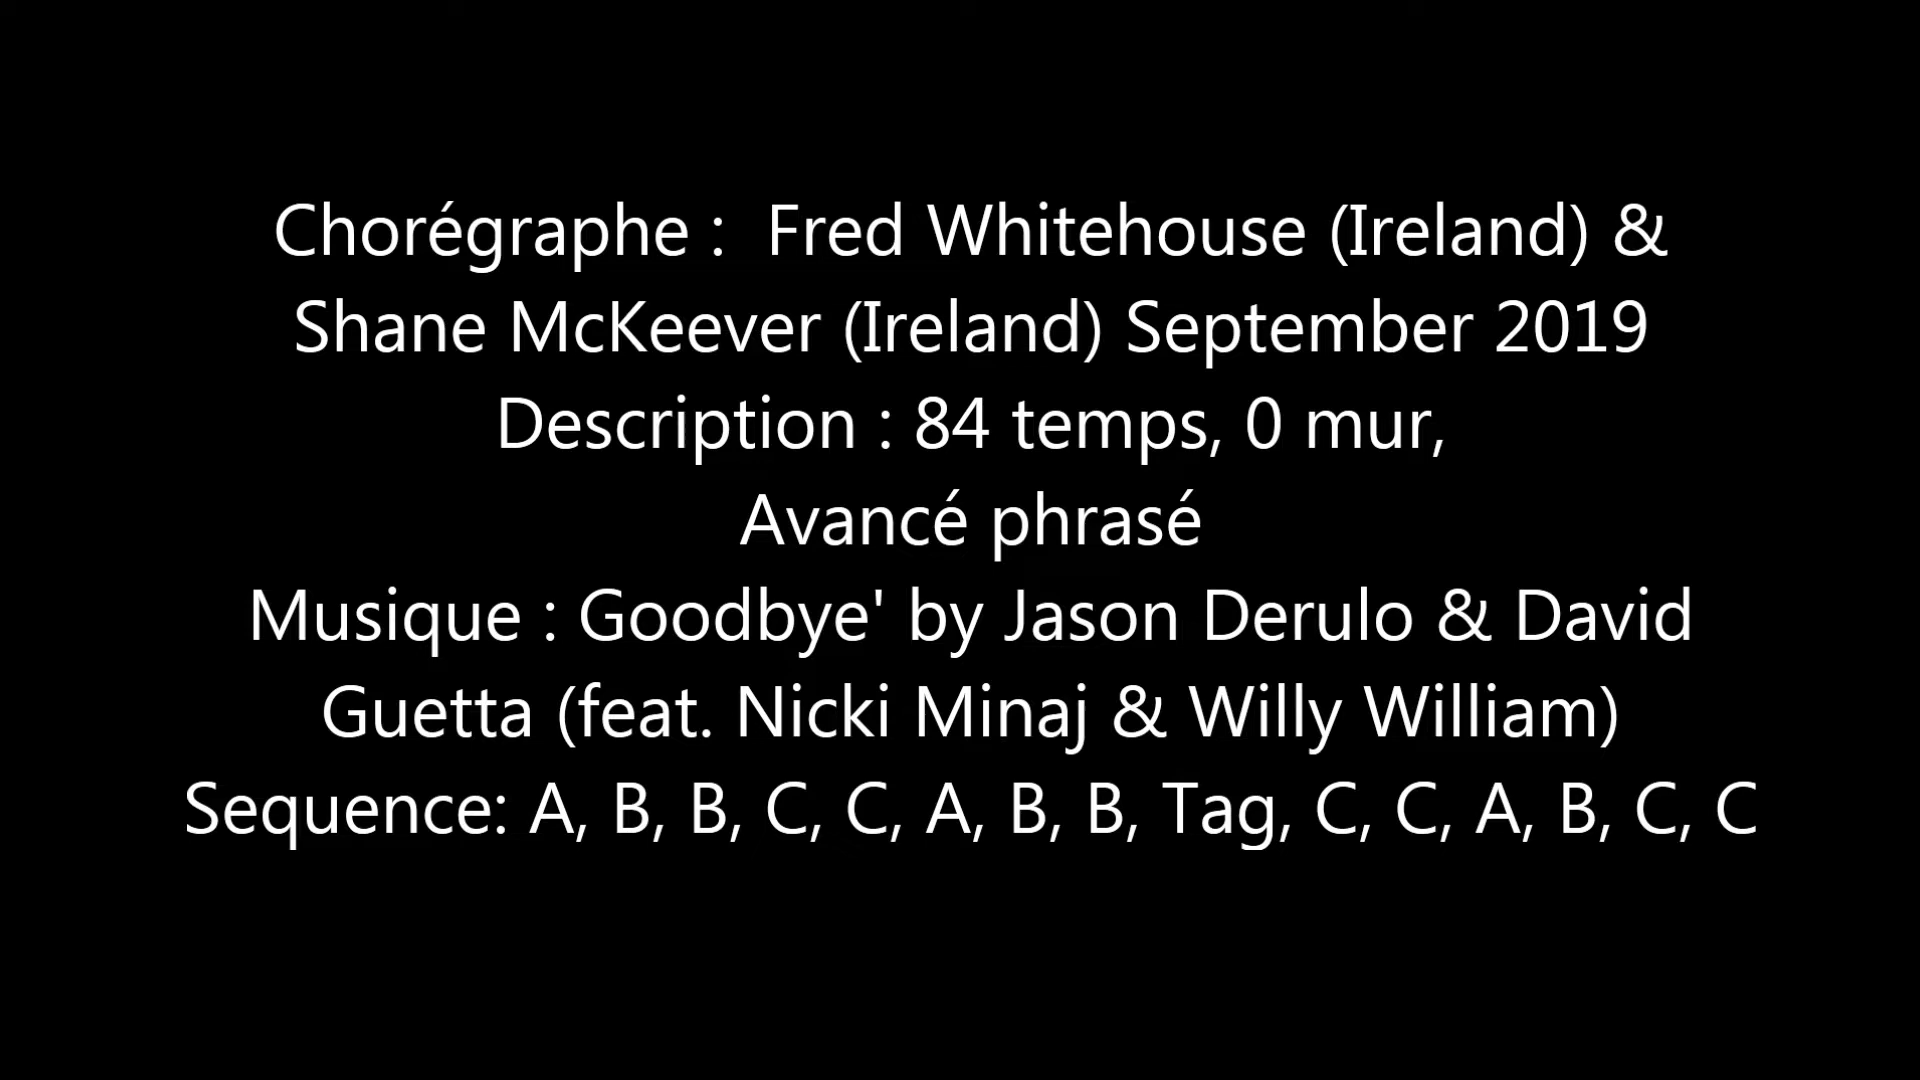 Chorégraphe :  Fred Whitehouse (Ireland) &
Shane McKeever (Ireland) September 2019
Description : 84 temps, 0 mur,
Avancé phrasé
Musique : Goodbye' by Jason Derulo & David
Guetta (feat. Nicki Minaj & Willy William)
Sequence: A, B, B, C, C, A, B, B, Tag, C, C, A, B, C, C